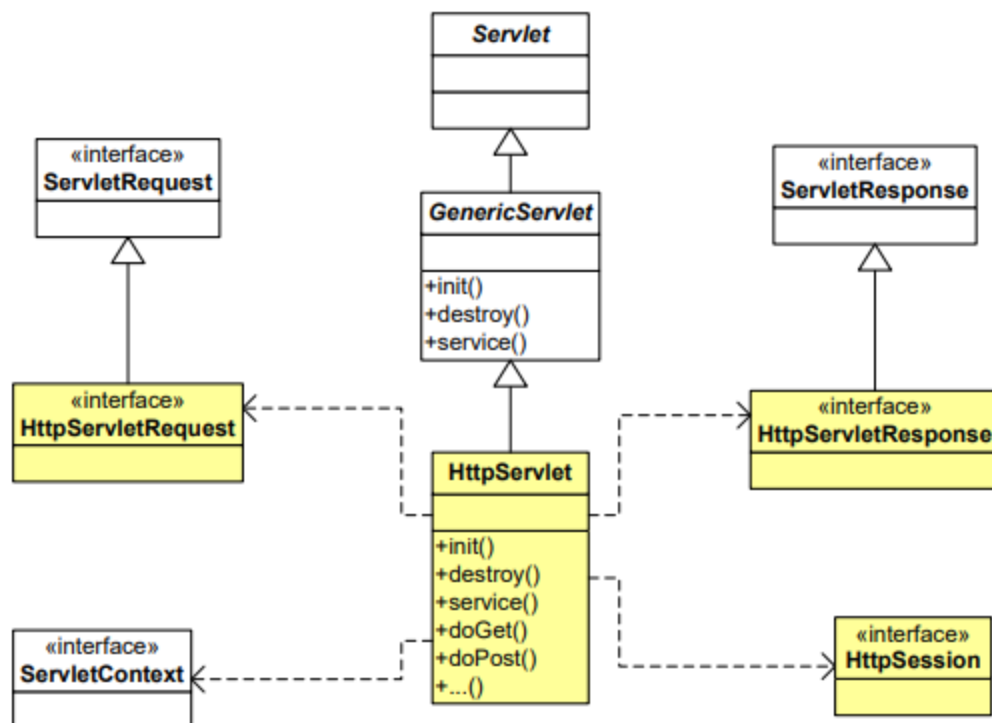 Servlet
«interface»
ServletRequest
«interface»
ServletResponse
GenericServlet
+init()
+destroy()
+service()
«interface»
HttpServletRequest
«interface»
HttpServletResponse
HttpServlet
+init()
+destroy()
+service()
+doGet()
+doPost()
+...()
«interface»
ServletContext
«interface»
HttpSession